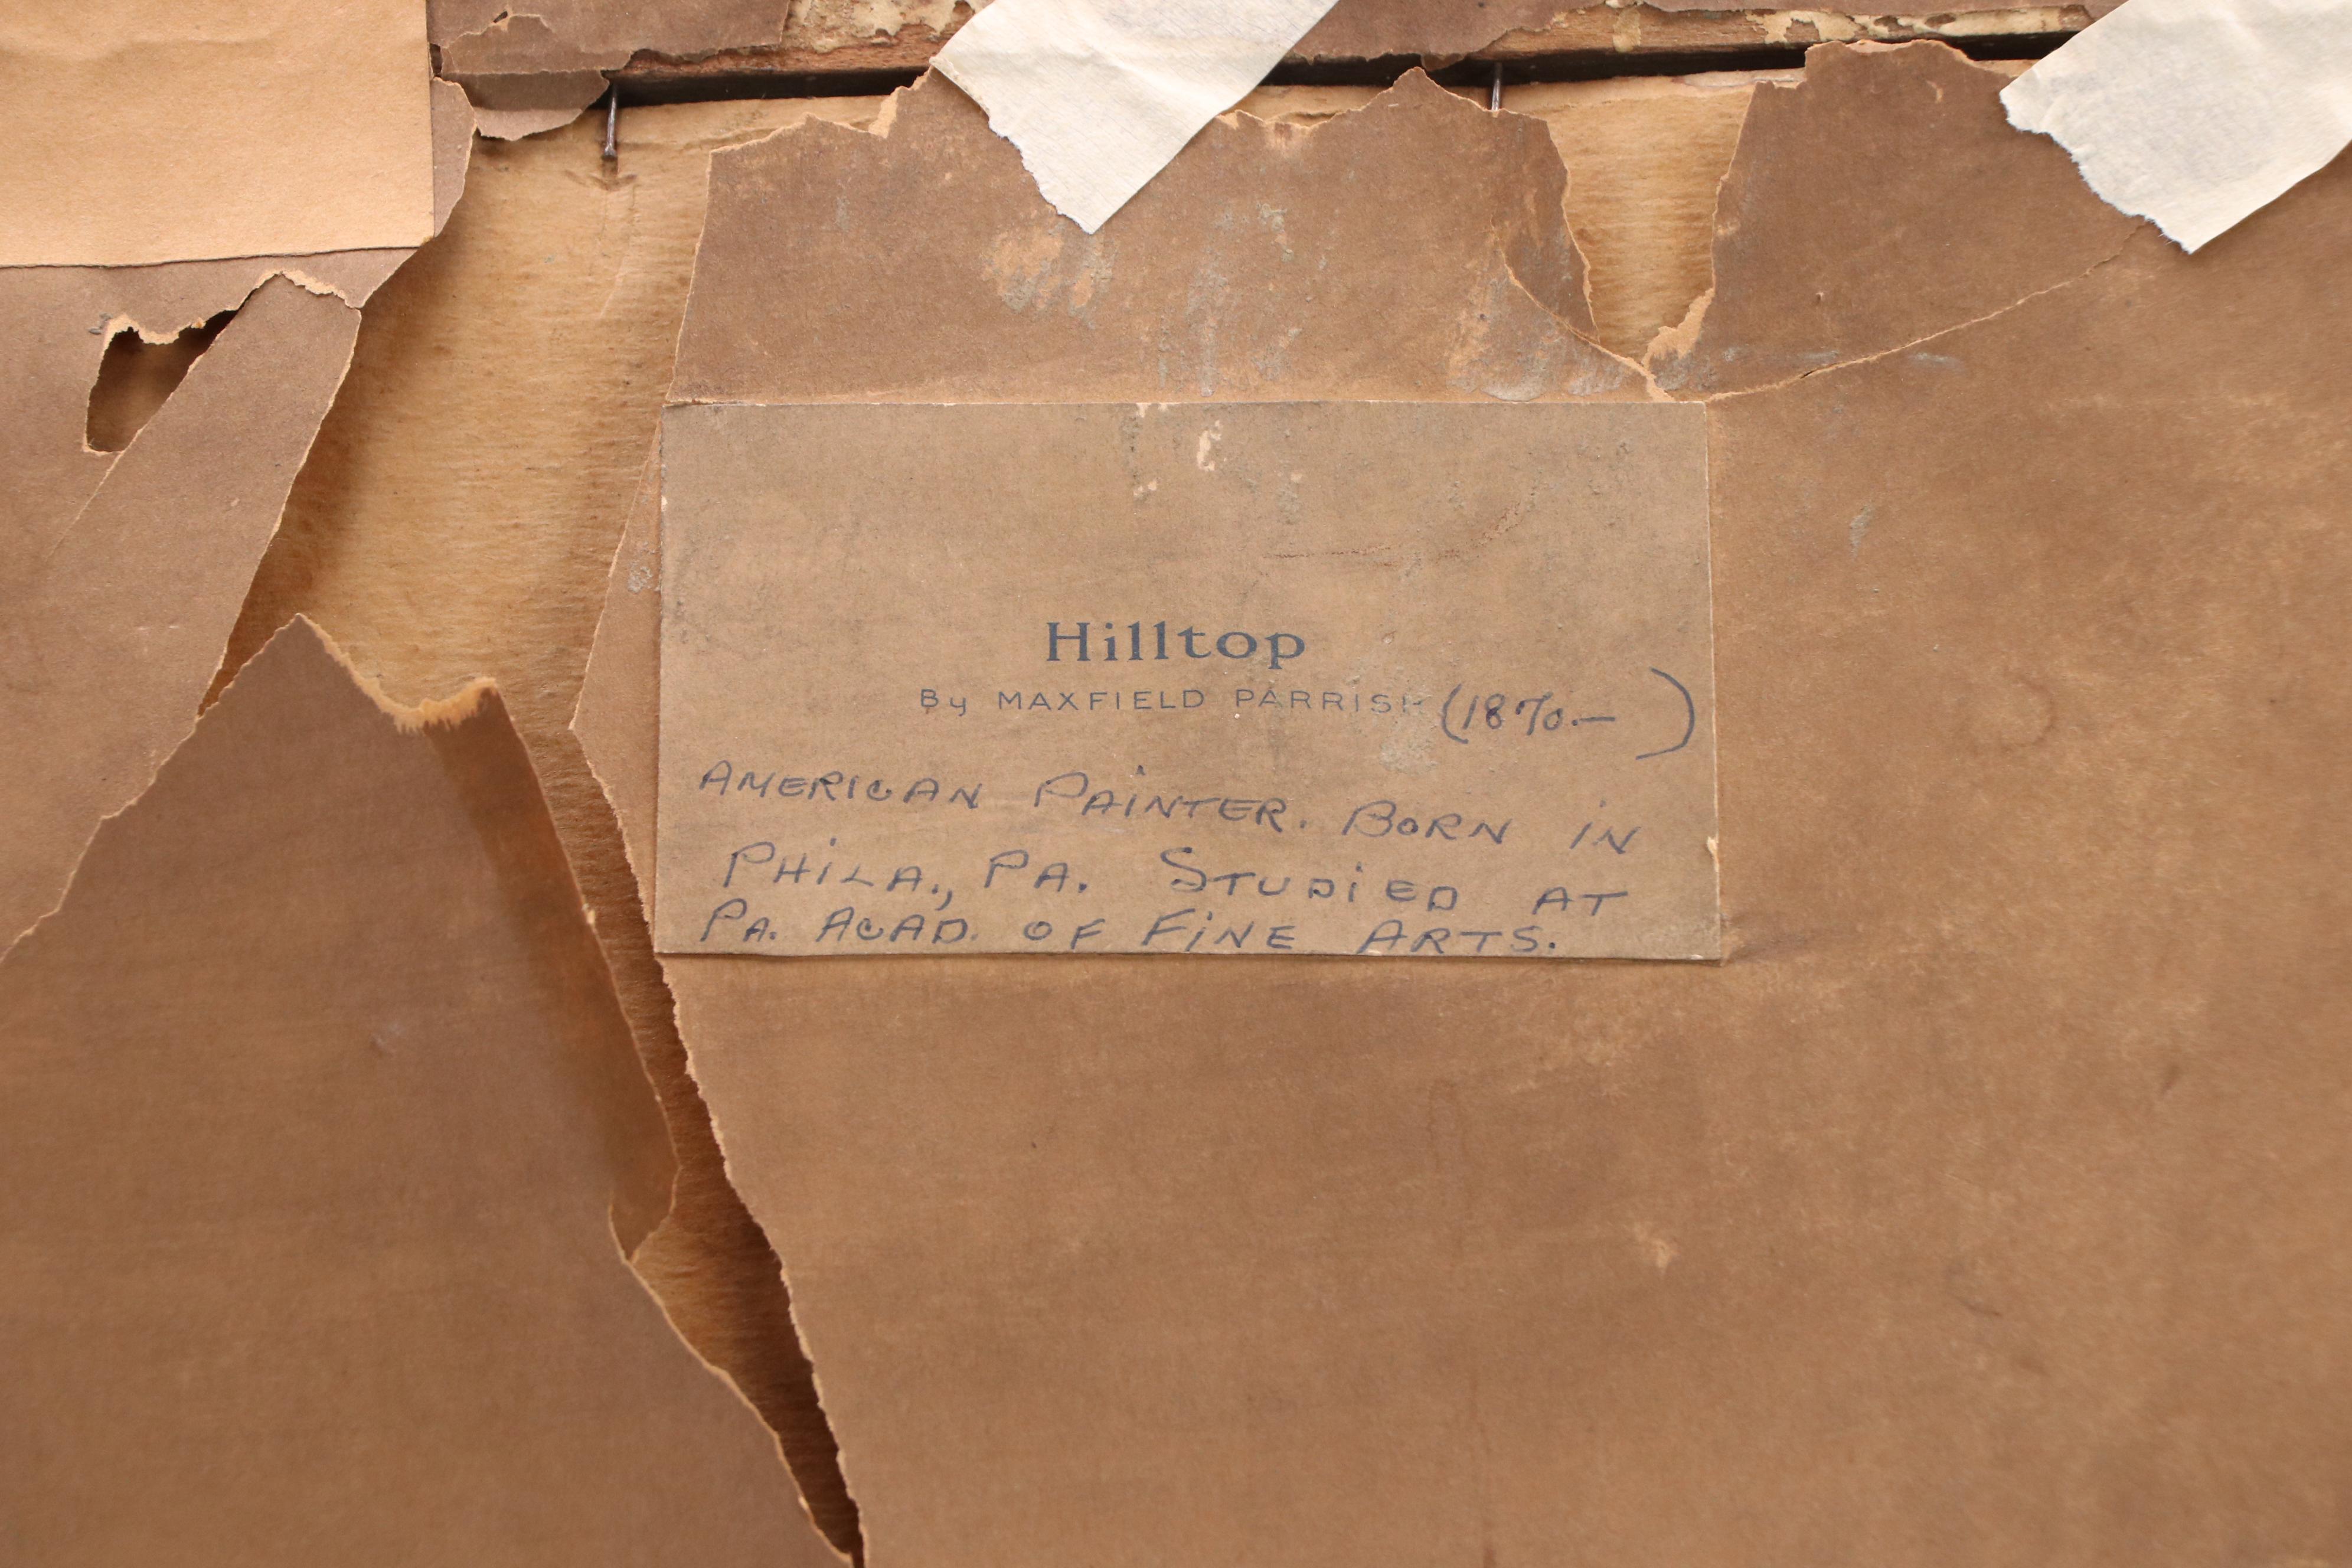 Hilltop
By MAXFIELD PARRISH (1870.— )
AMERICAN PAINTER. BORN IN
PHILA., PA. STUDIED AT
PA. ACAD. OF FINE ARTS.